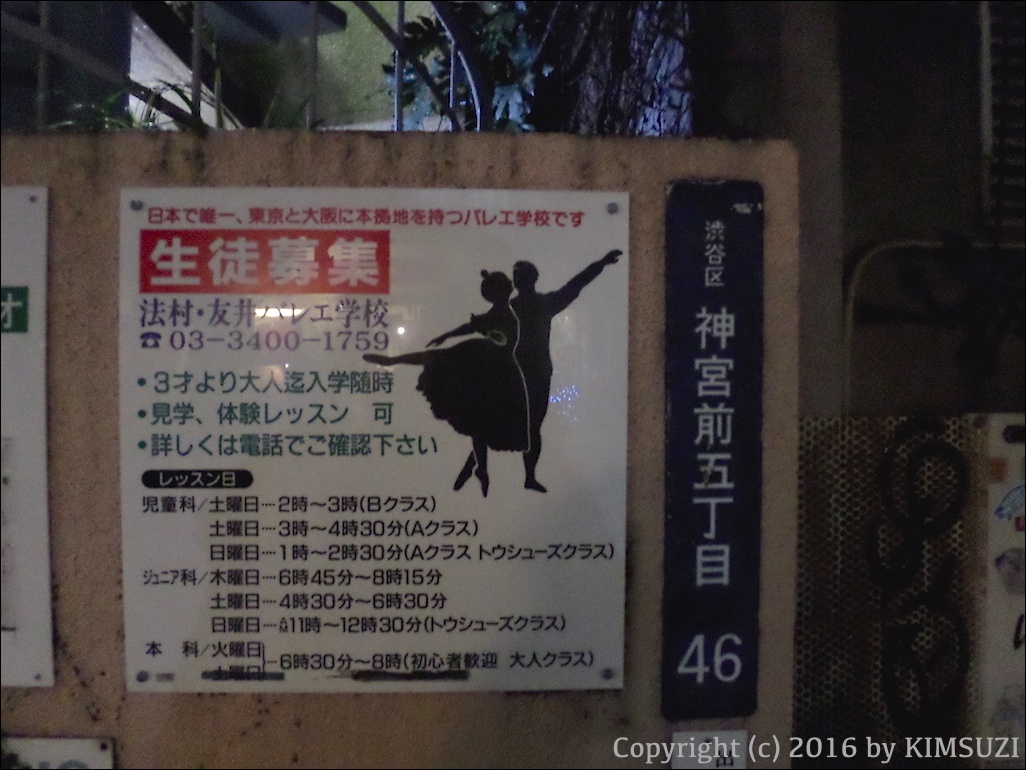 日本で唯一、東京と大阪に本拠地を持つバレエ学校です
生徒募集
法村・友井バレエ学校
☎03-3400-1759
・3才より大人迄入学随時
・見学、体験レッスン 可
・詳しくは電話でご確認下さい
レッスン日
児童科/土曜日…2時〜3時(Bクラス)
土曜日…3時〜4時30分(Aクラス)
日曜日…1時〜2時30分(Aクラス トウシューズクラス)
ジュニア科/木曜日…6時45分〜8時15分
土曜日…4時30分〜6時30分
日曜日…AM11時〜12時30分(トウシューズクラス)
本 科/火曜日
土曜日
6時30分〜8時(初心者歓迎 大人クラス)
渋谷区
神宮前五丁目
46
才
出
Copyright (c) 2016 by KIMSUZI